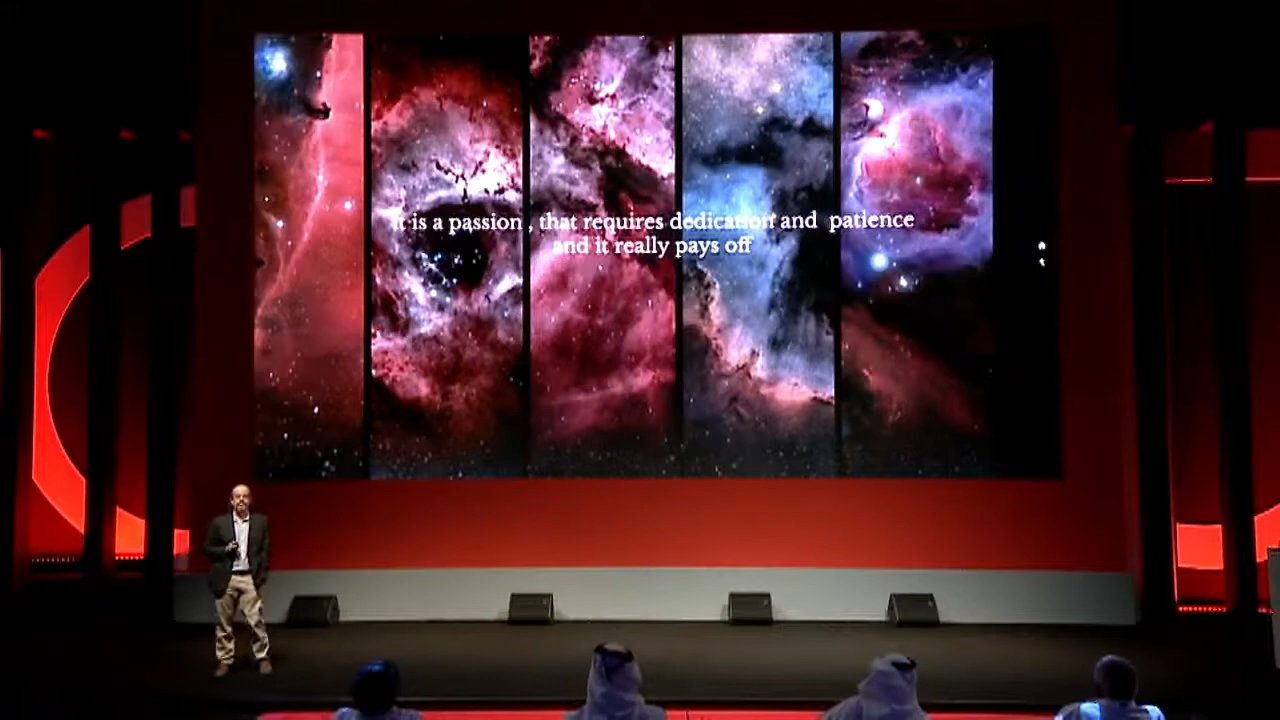 It is a passion , that requires dedication and patience
and it really pays off